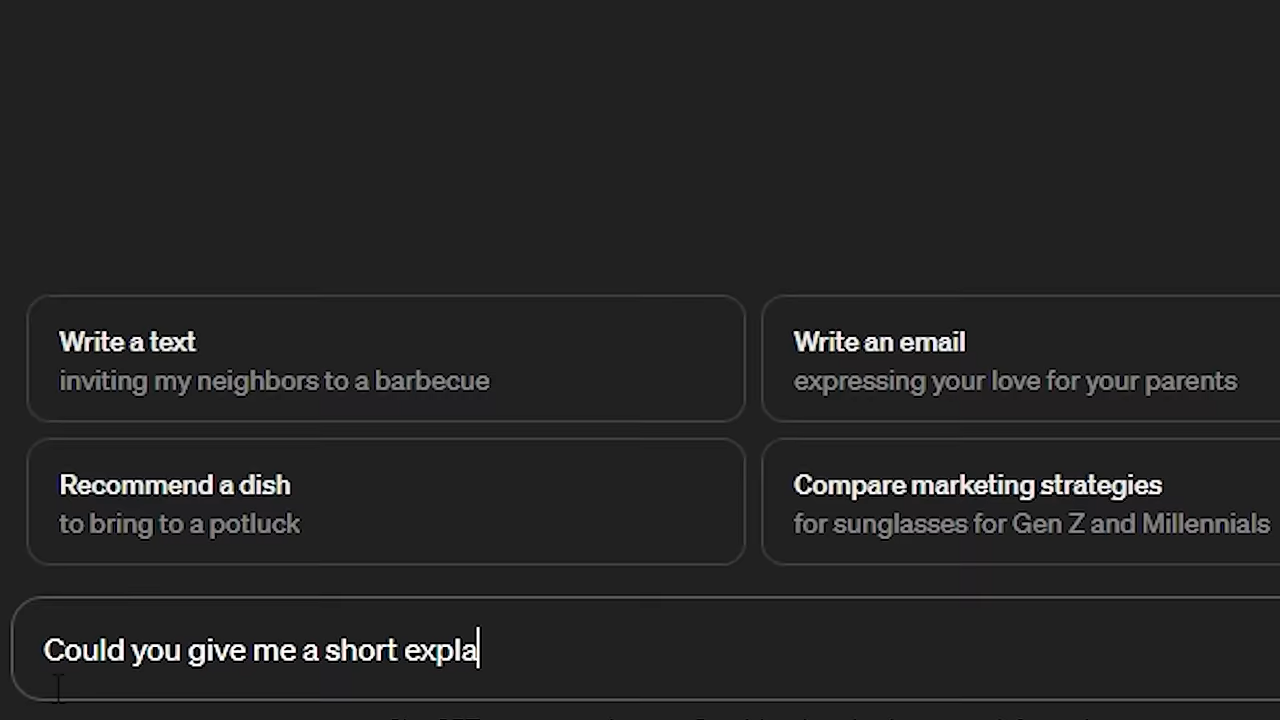 Write a text
inviting my neighbors to a barbecue
Write an email
expressing your love for your parents
Recommend a dish
to bring to a potluck
Compare marketing strategies
for sunglasses for Gen Z and Millennials
Could you give me a short expla